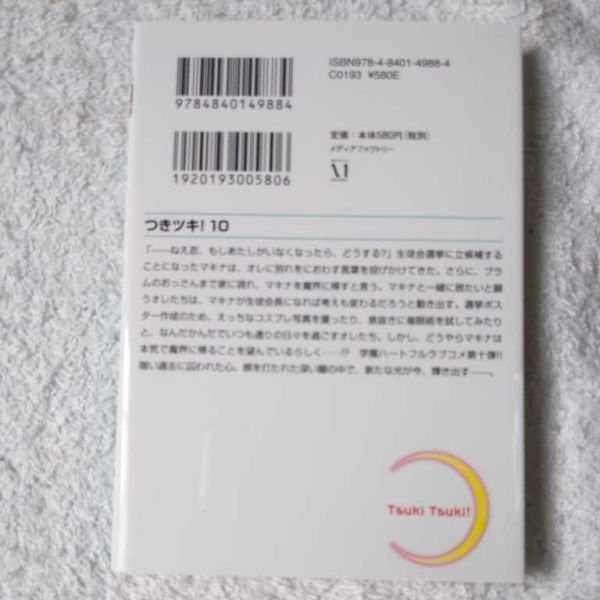 ISBN978-4-8401-4988-4
C0193 ¥580E
9784840149884
定価：本体580円(税別)
メディアファクトリー
1920193005806
つきツキ！10
「――ねえ忍、もしあたしがいなくなったら、どうする？」生徒会選挙に立候補する
ことになったマキナは、オレに別れをにおわす言葉を投げかけてきた。さらに、プラ
ムのおっさんまで家に現れ、マキナを魔界に帰すと言う。マキナと一緒に居たいと願
うオレたちは、マキナが生徒会長になれば考えも変わるだろうと動き出す。選挙ポス
ター作成のため、えっちなコスプレ写真を撮ったり、息抜きに催眠術を試してみたり
と、なんだかんだでいつも通りの日々を過ごすオレたち。しかし、どうやらマキナは
本気で魔界に帰ることを望んでいるらしく――!? 学園ハートフルラブコメ第十弾!!
暗い過去に囚われた心。楔を打たれた深い闇の中で、新たな光が今、輝き出す――。
Tsuki Tsuki!